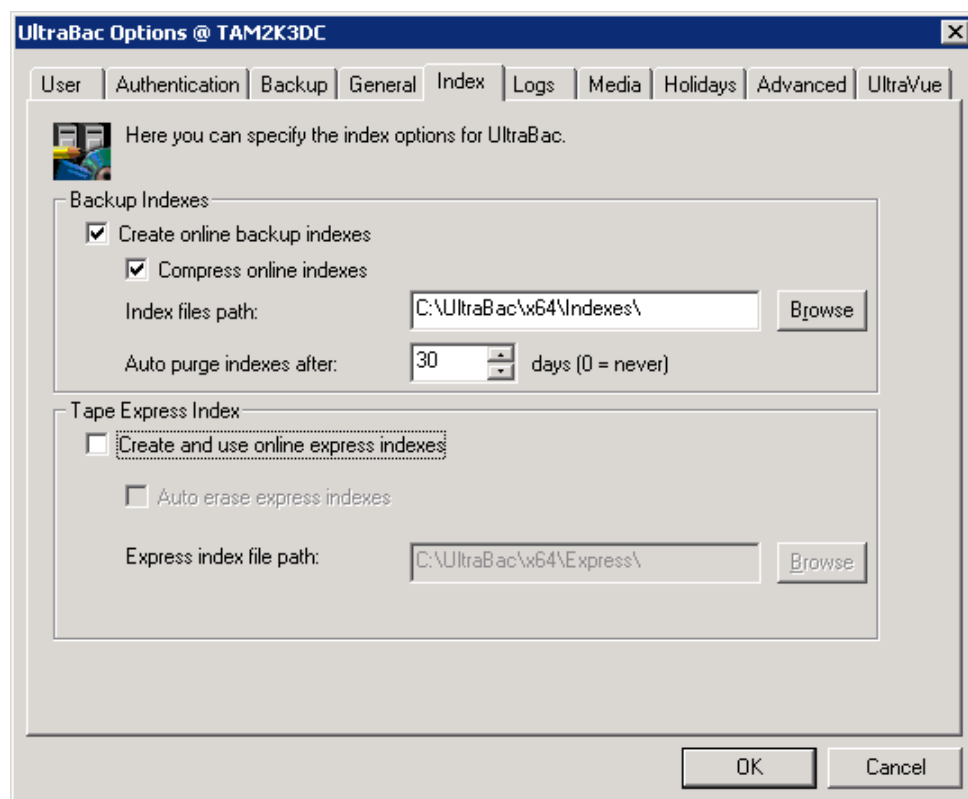 UltraBac Options @ TAM2K3DC
User Authentication Backup General Index Logs Media Holidays Advanced UltraVue
Here you can specify the index options for UltraBac.
Backup Indexes
Create online backup indexes
Compress online indexes
Index files path: C:\UltraBac\x64\Indexes\ Browse
Auto purge indexes after: 30 days (0 = never)
Tape Express Index
Create and use online express indexes
Auto erase express indexes
Express index file path: C:\UltraBac\x64\Express\ Browse
OK Cancel